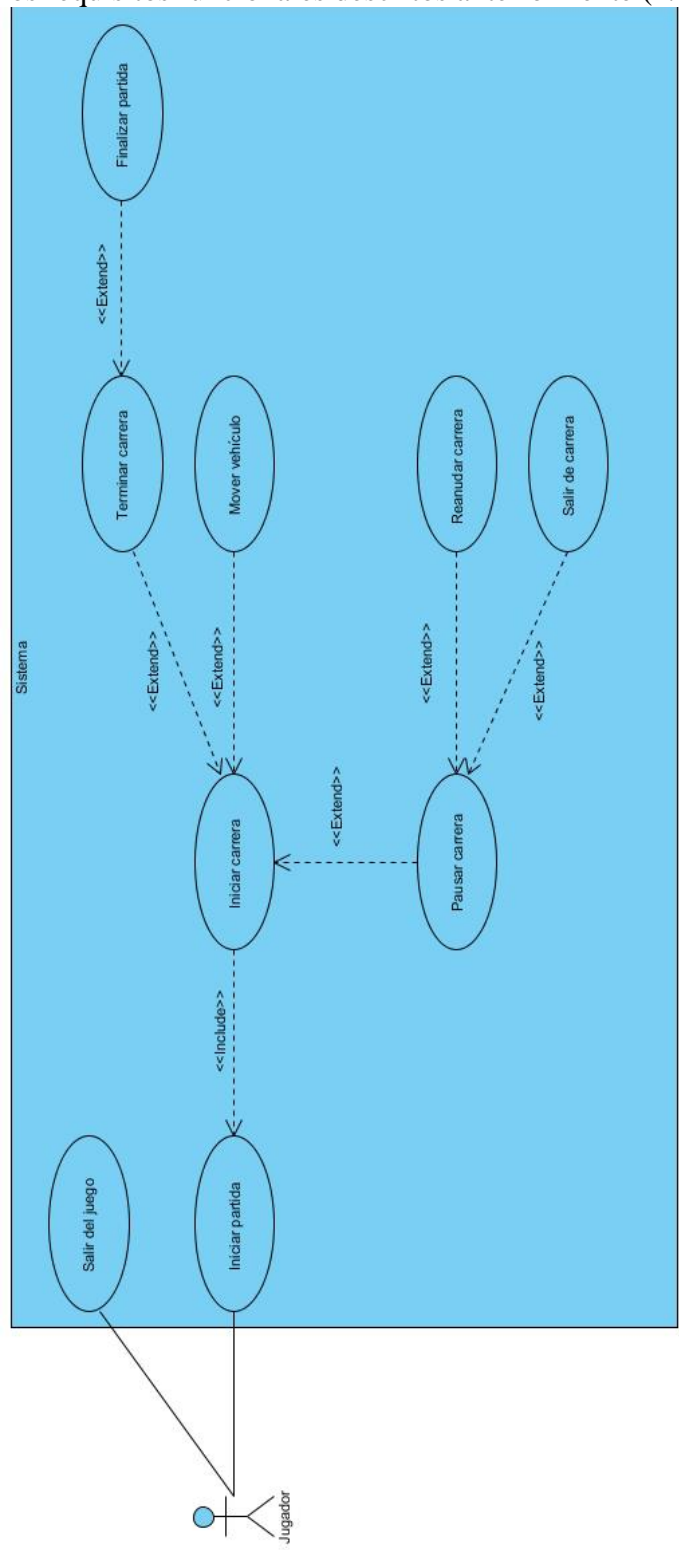 Sistema
Finalizar partida
<<Extend>>
Terminar carrera
Mover vehículo
Reanudar carrera
Salir de carrera
<<Extend>>
<<Extend>>
<<Extend>>
<<Extend>>
Iniciar carrera
<<Extend>>
Pausar carrera
<<Include>>
Salir del juego
Iniciar partida
Jugador